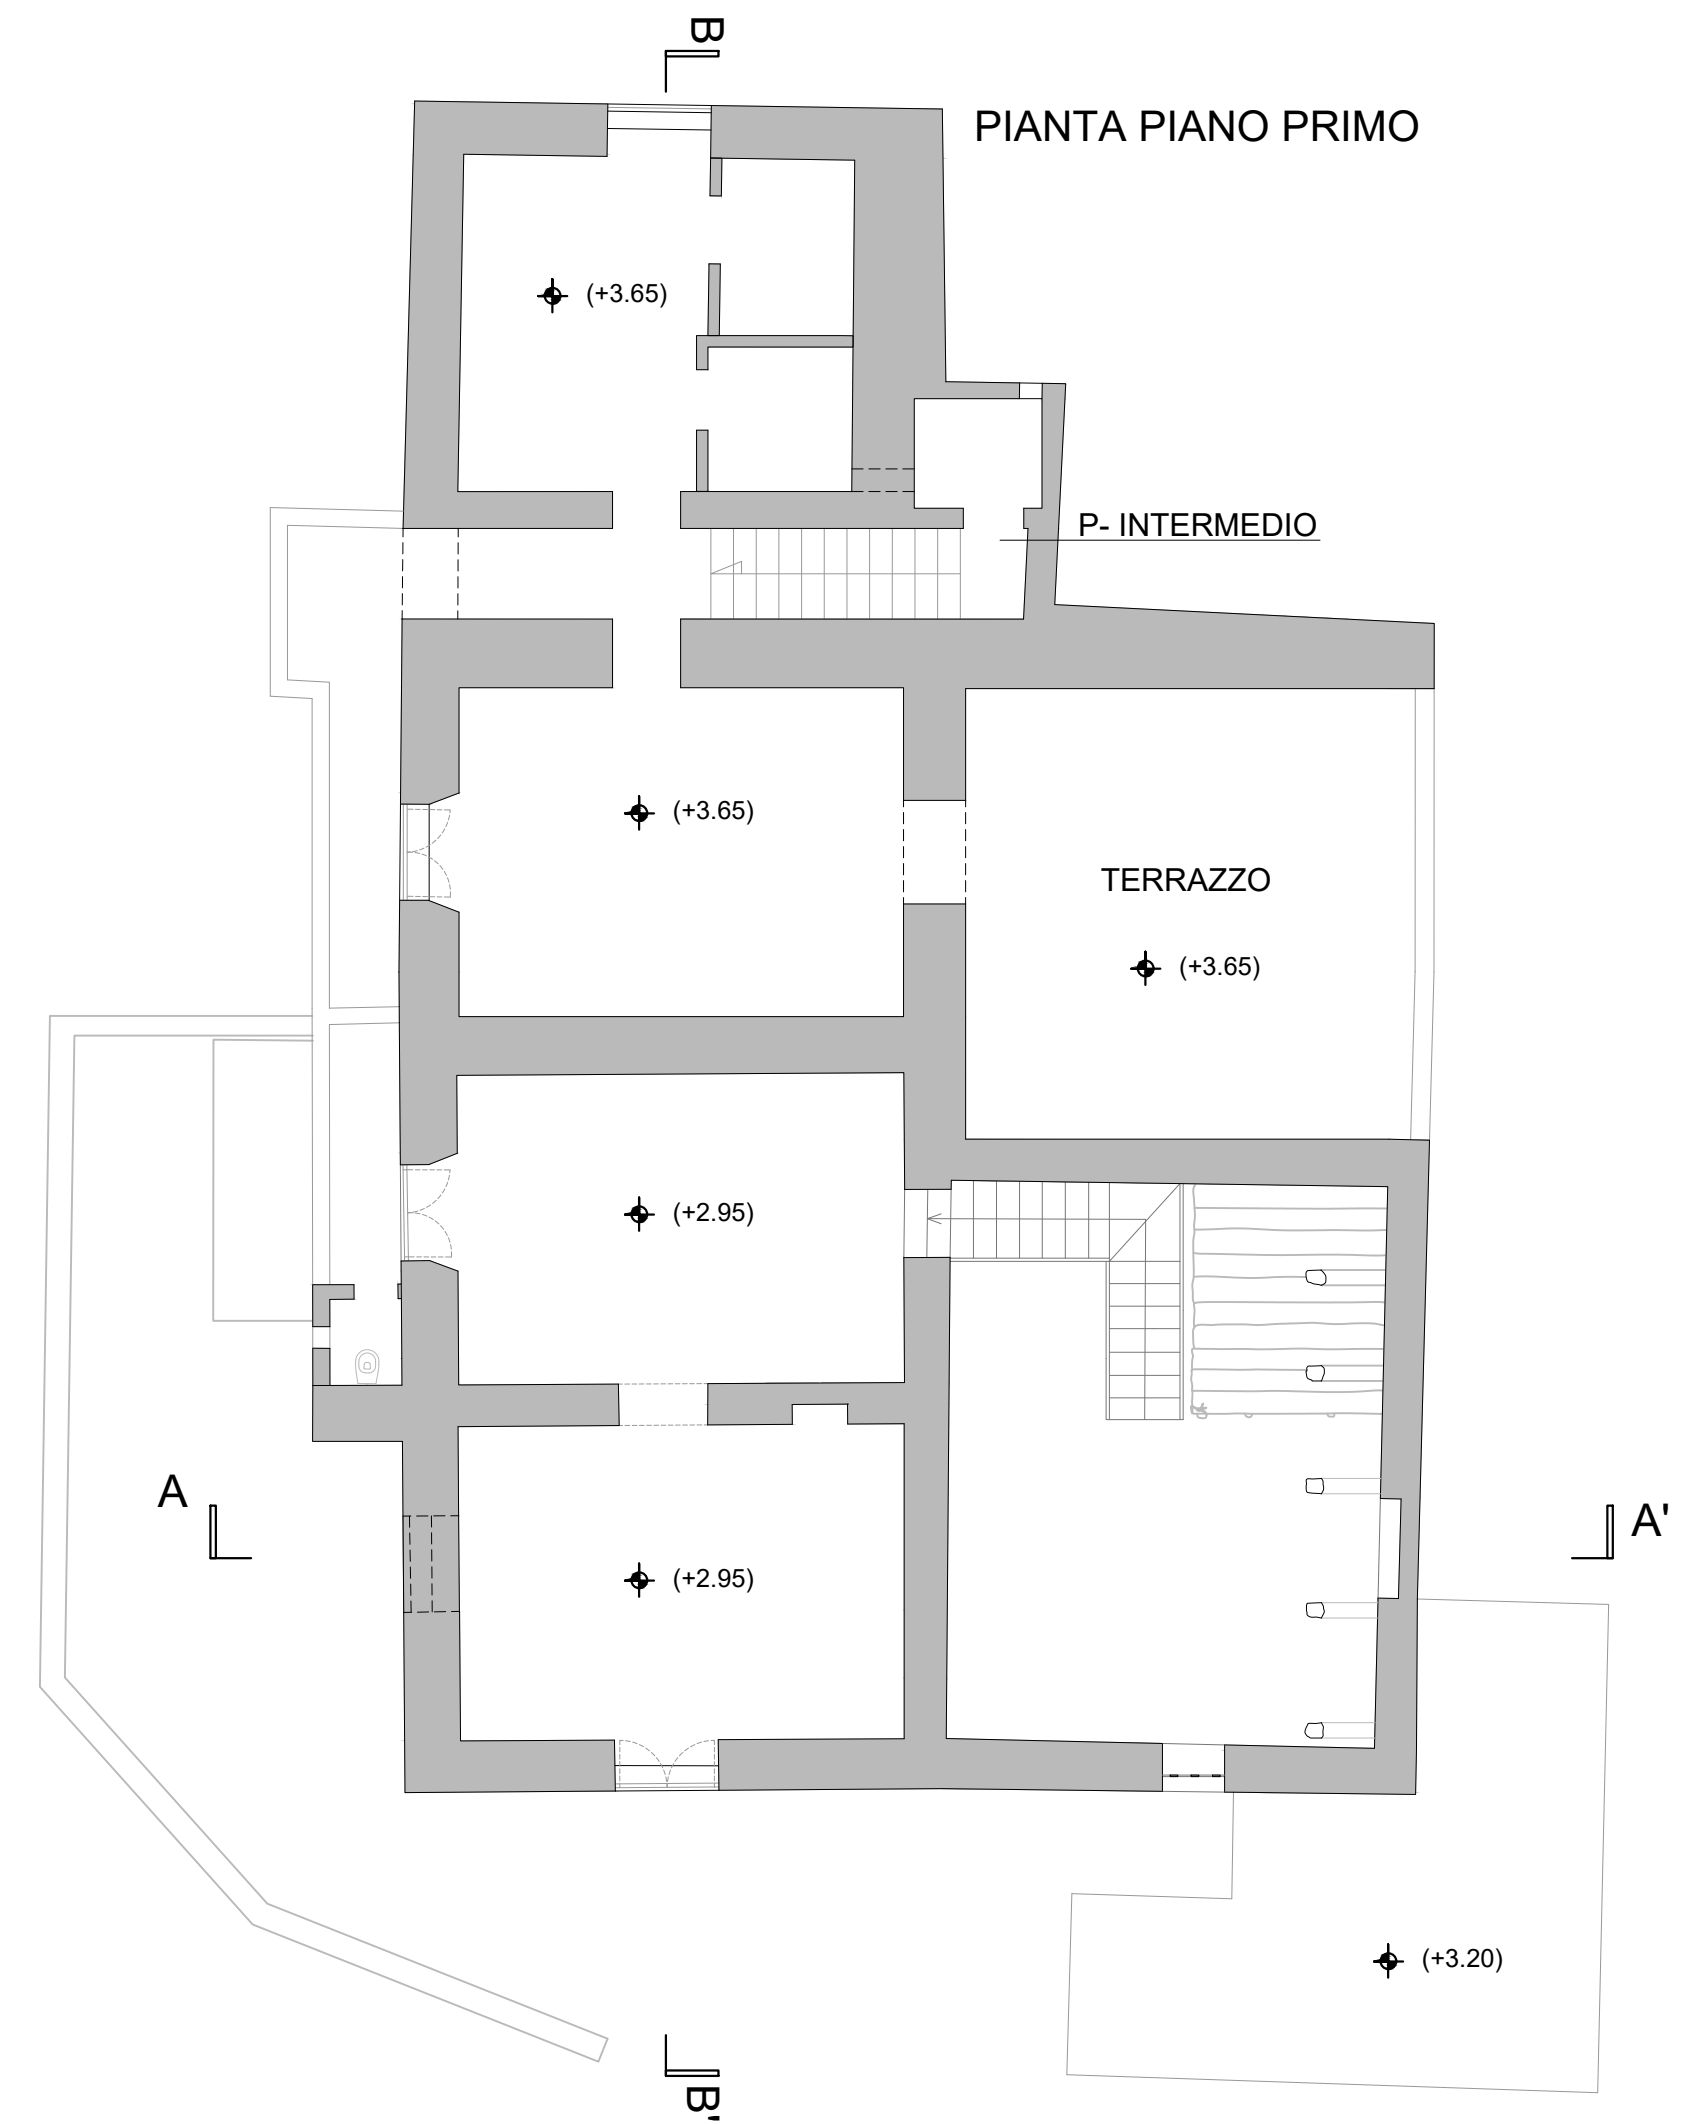 B
PIANTA PIANO PRIMO
(+3.65)
P- INTERMEDIO
(+3.65)
TERRAZZO
(+3.65)
(+2.95)
A
A'
(+2.95)
(+3.20)
B'